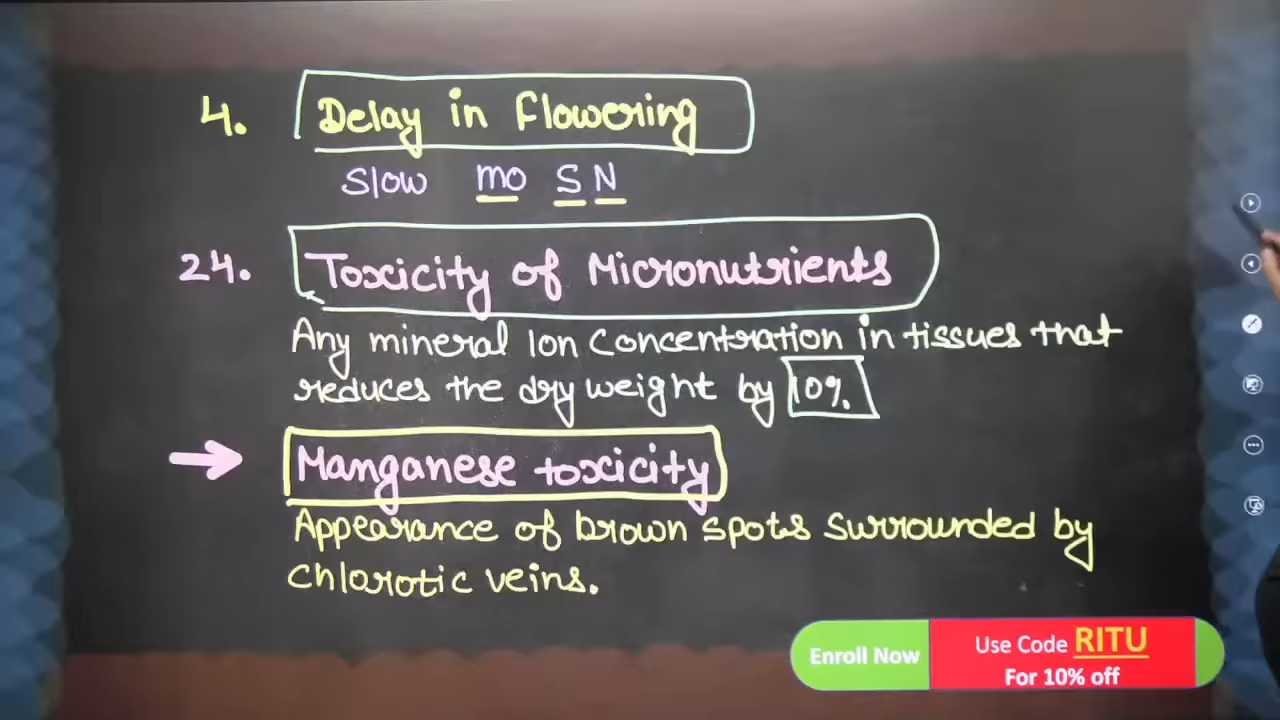 4. Delay in Flowering
Slow mo S N
24. Toxicity of Micronutrients
Any mineral Ion concentration in tissues that
reduces the dry weight by 10%.
→ Manganese toxicity
Appearance of brown spots surrounded by
chlorotic veins.
Enroll Now
Use Code RITU
For 10% off